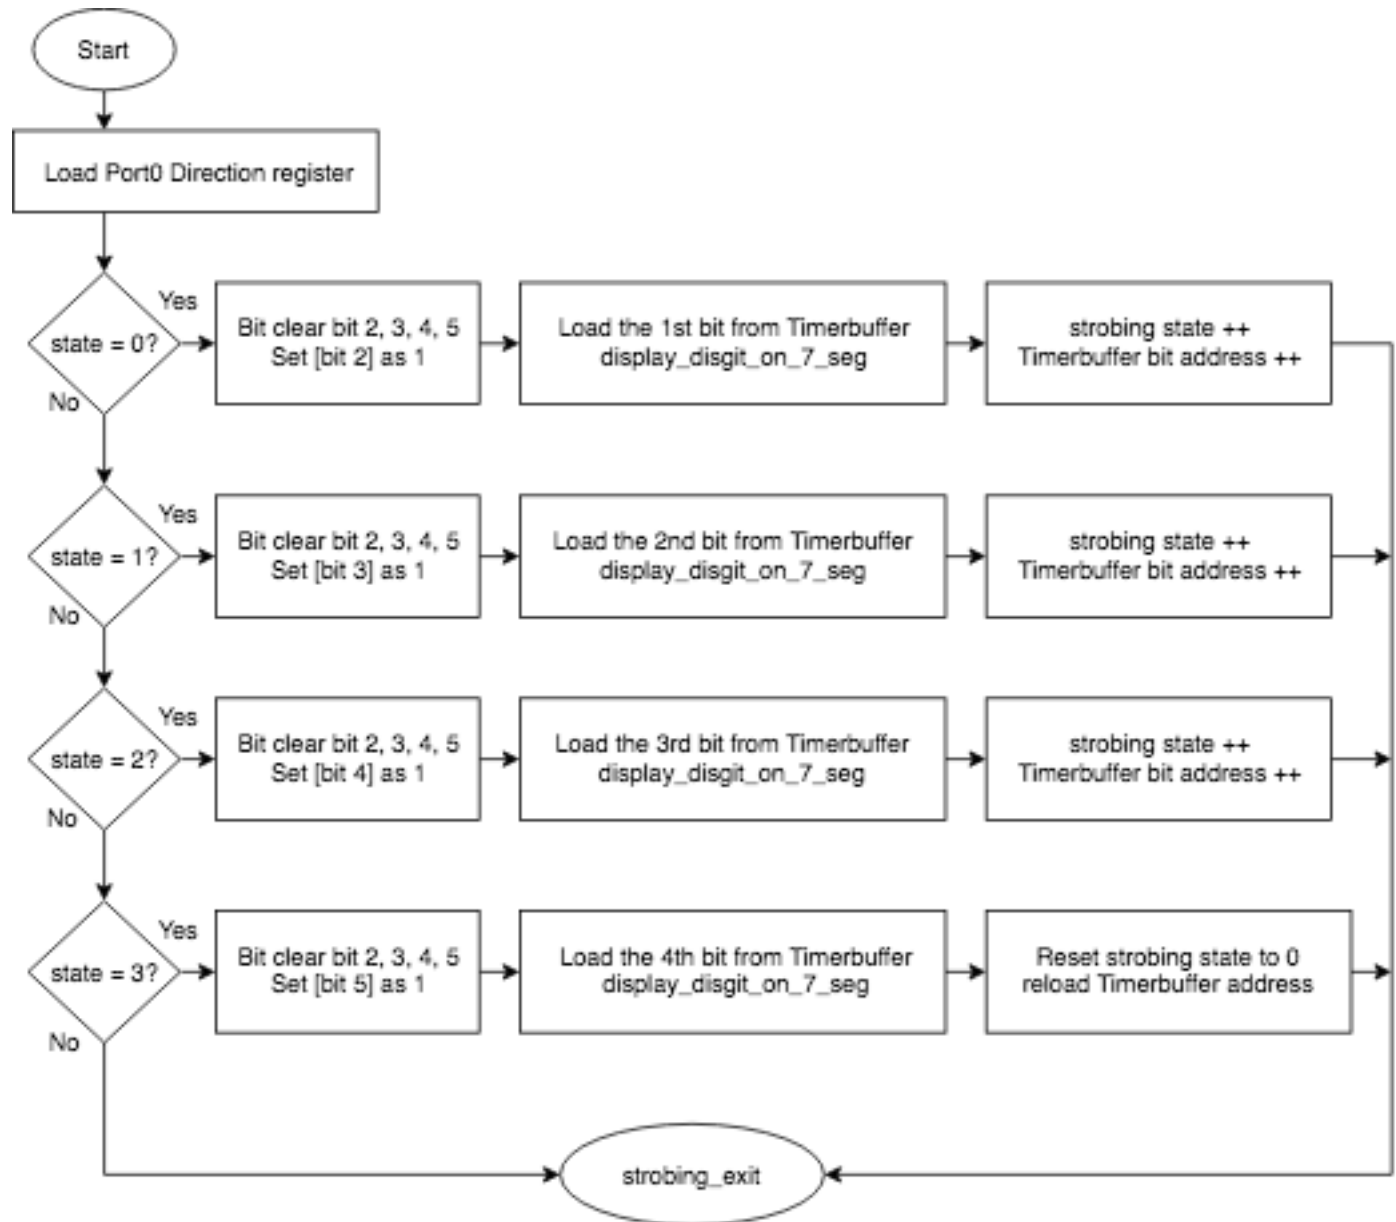 Start
Load Port0 Direction register
state = 0?
Yes
No
Bit clear bit 2, 3, 4, 5
Set [bit 2] as 1
Load the 1st bit from Timerbuffer
display_disgit_on_7_seg
strobing state ++
Timerbuffer bit address ++
state = 1?
Yes
No
Bit clear bit 2, 3, 4, 5
Set [bit 3] as 1
Load the 2nd bit from Timerbuffer
display_disgit_on_7_seg
strobing state ++
Timerbuffer bit address ++
state = 2?
Yes
No
Bit clear bit 2, 3, 4, 5
Set [bit 4] as 1
Load the 3rd bit from Timerbuffer
display_disgit_on_7_seg
strobing state ++
Timerbuffer bit address ++
state = 3?
Yes
No
Bit clear bit 2, 3, 4, 5
Set [bit 5] as 1
Load the 4th bit from Timerbuffer
display_disgit_on_7_seg
Reset strobing state to 0
reload Timerbuffer address
strobing_exit